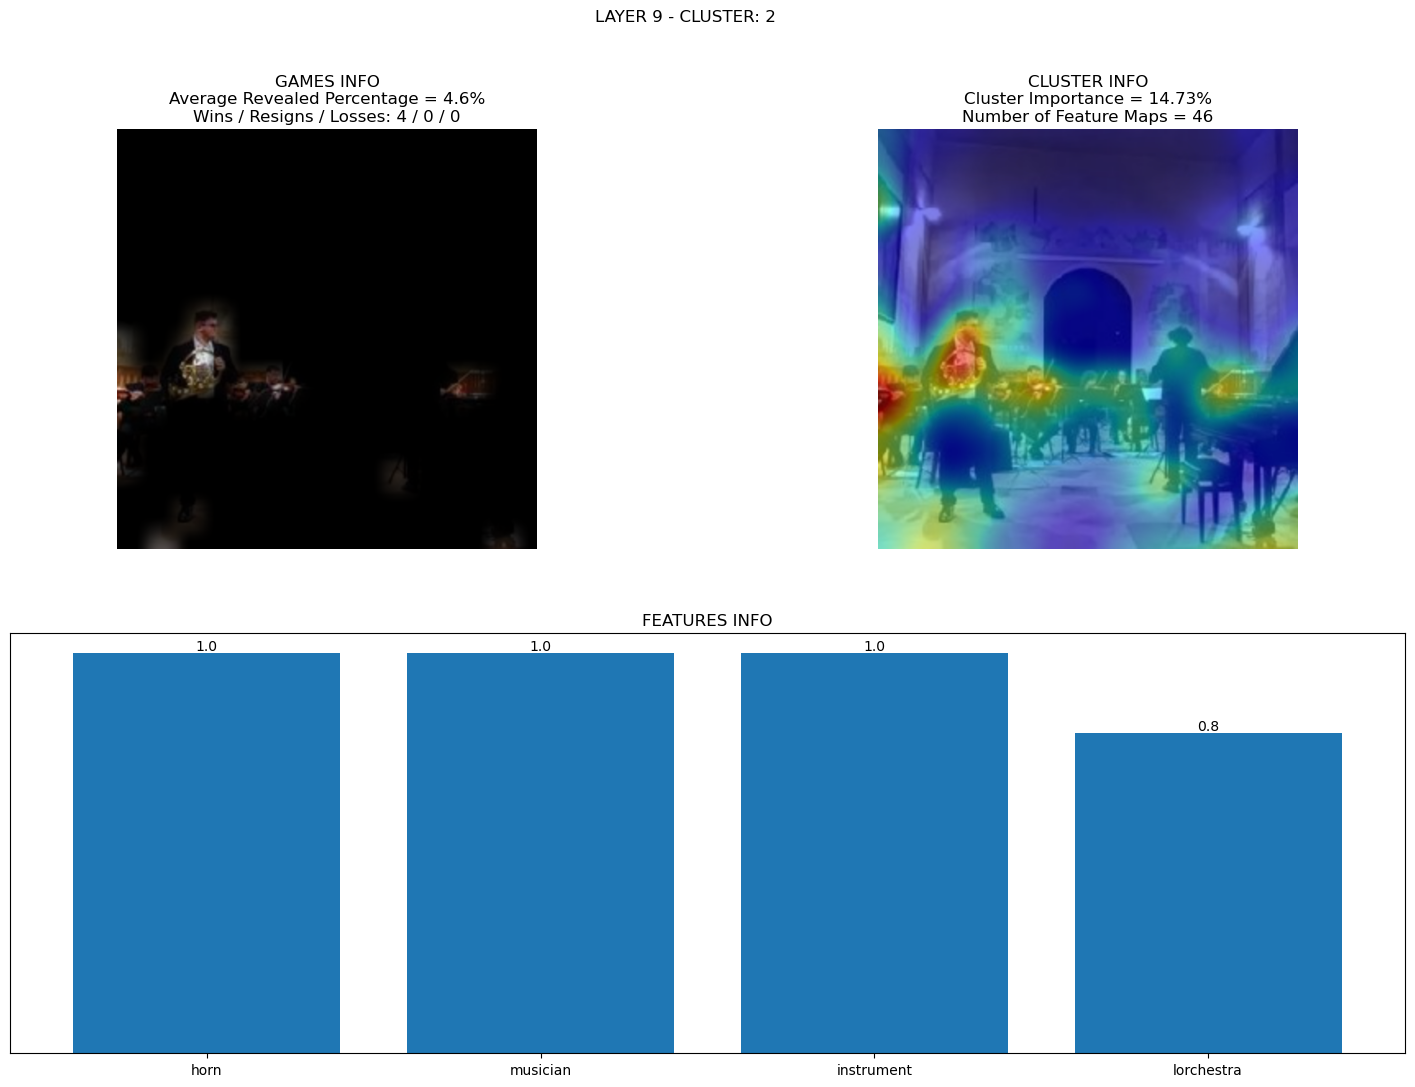 LAYER 9 - CLUSTER: 2
GAMES INFO
Average Revealed Percentage = 4.6%
Wins / Resigns / Losses: 4 / 0 / 0
CLUSTER INFO
Cluster Importance = 14.73%
Number of Feature Maps = 46
FEATURES INFO
1.0
1.0
1.0
0.8
horn
musician
instrument
lorchestra